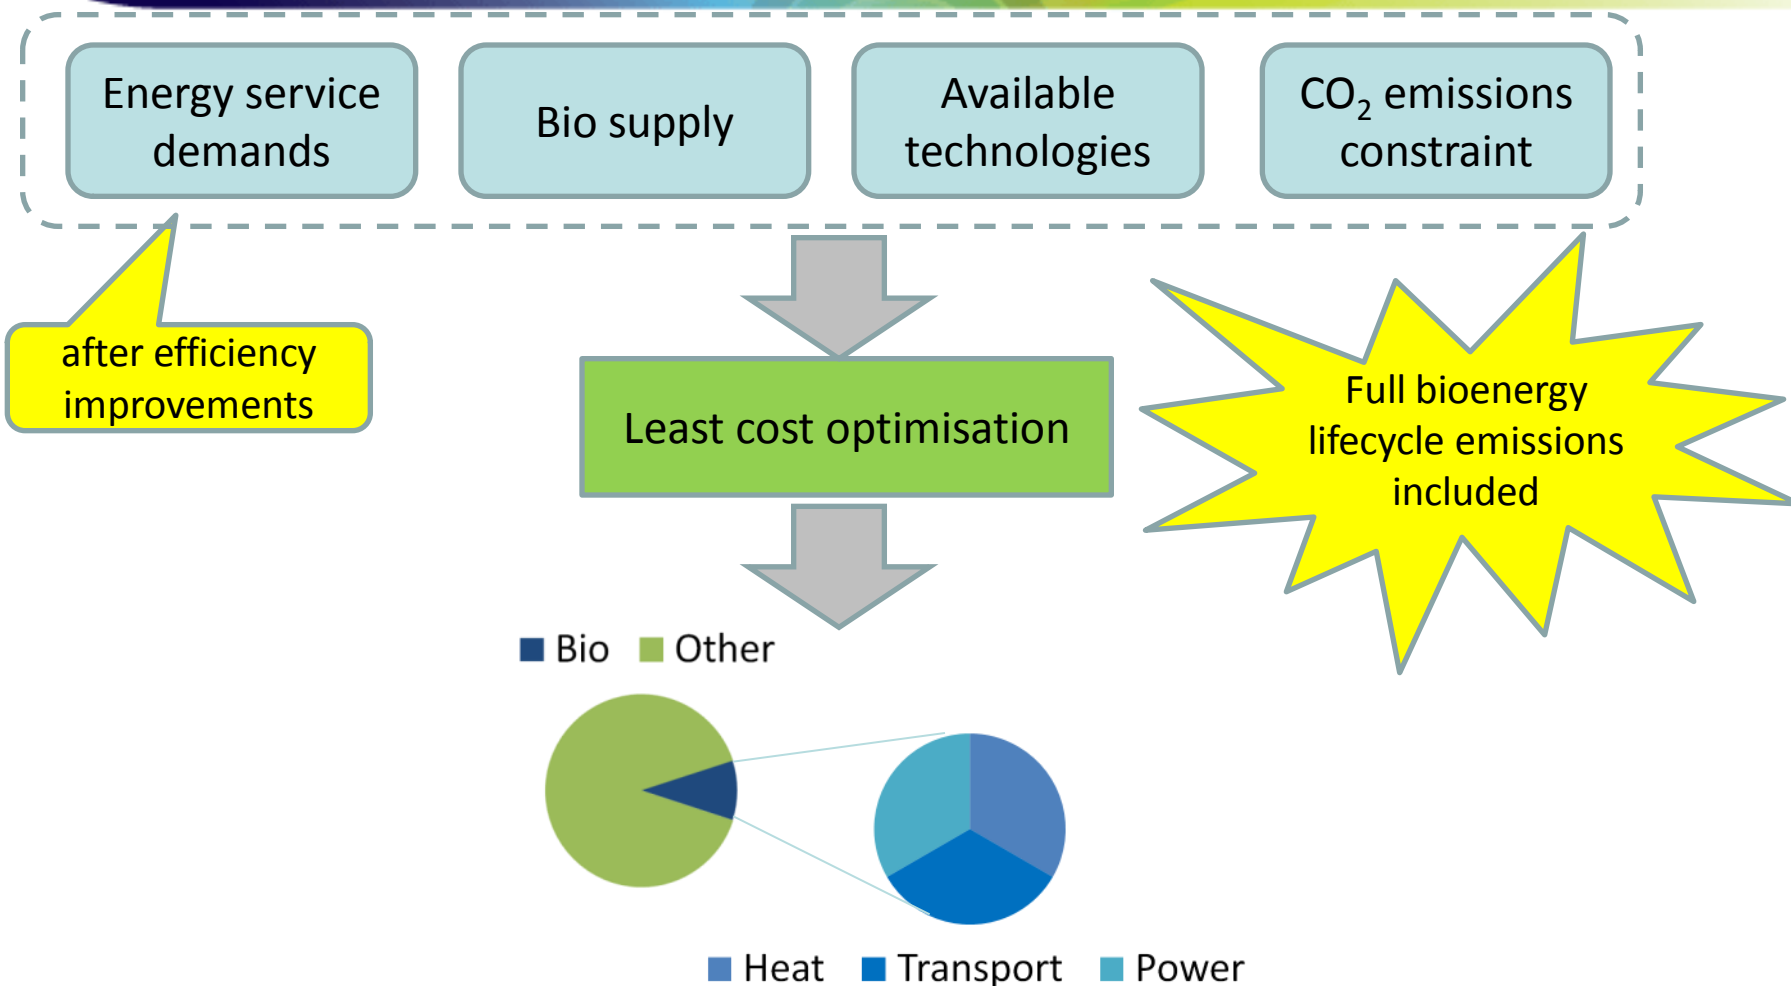 Energy service
demands
Bio supply
Available
technologies
CO₂ emissions
constraint
after efficiency
improvements
Least cost optimisation
Full bioenergy
lifecycle emissions
included
Bio Other
Heat Transport Power